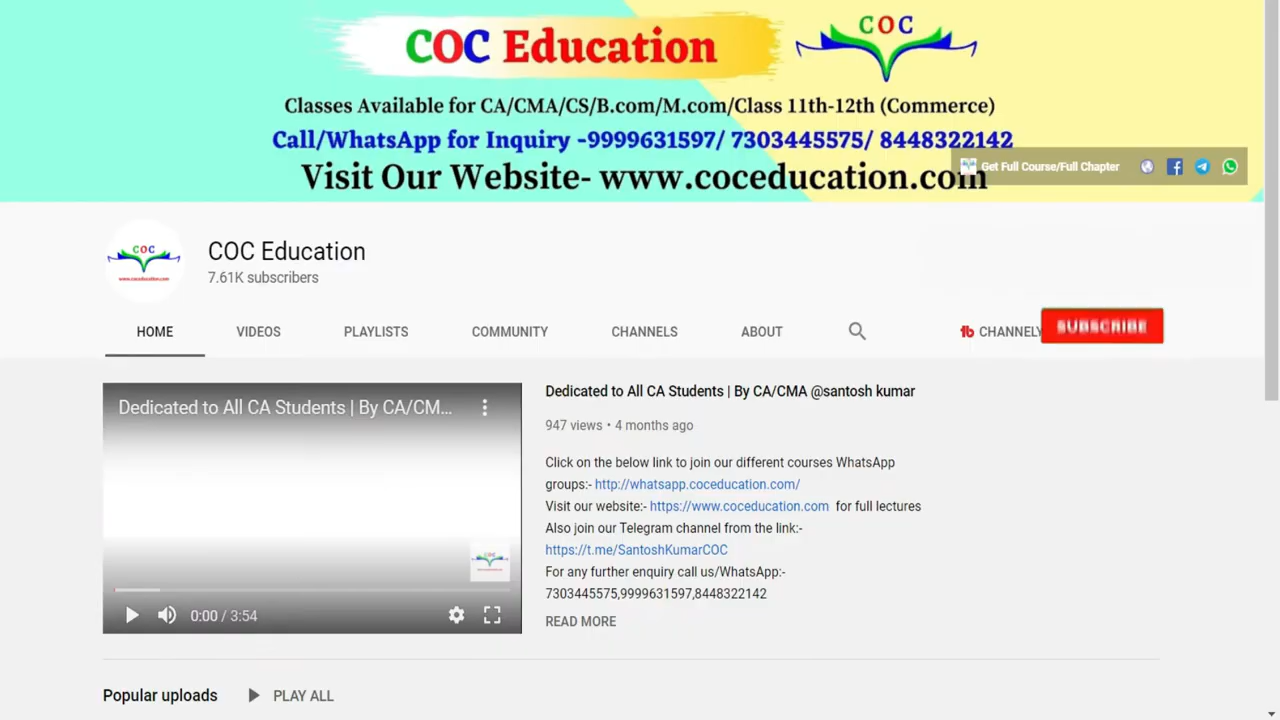 COC Education
COC
Classes Available for CA/CMA/CS/B.com/M.com/Class 11th-12th (Commerce)
Call/WhatsApp for Inquiry -9999631597/ 7303445575/ 8448322142
Get Full Course/Full Chapter
Visit Our Website- www.coceducation.com
COC
www.coceducation.com
COC Education
7.61K subscribers
HOME VIDEOS PLAYLISTS COMMUNITY CHANNELS ABOUT CHANNELY SUBSCRIBE
Dedicated to All CA Students | By CA/CM...
Dedicated to All CA Students | By CA/CMA @santosh kumar
947 views • 4 months ago
Click on the below link to join our different courses WhatsApp
groups:- http://whatsapp.coceducation.com/
Visit our website:- https://www.coceducation.com for full lectures
Also join our Telegram channel from the link:-
https://t.me/SantoshKumarCOC
For any further enquiry call us/WhatsApp:-
7303445575,9999631597,8448322142
READ MORE
COC
0:00 / 3:54
Popular uploads PLAY ALL